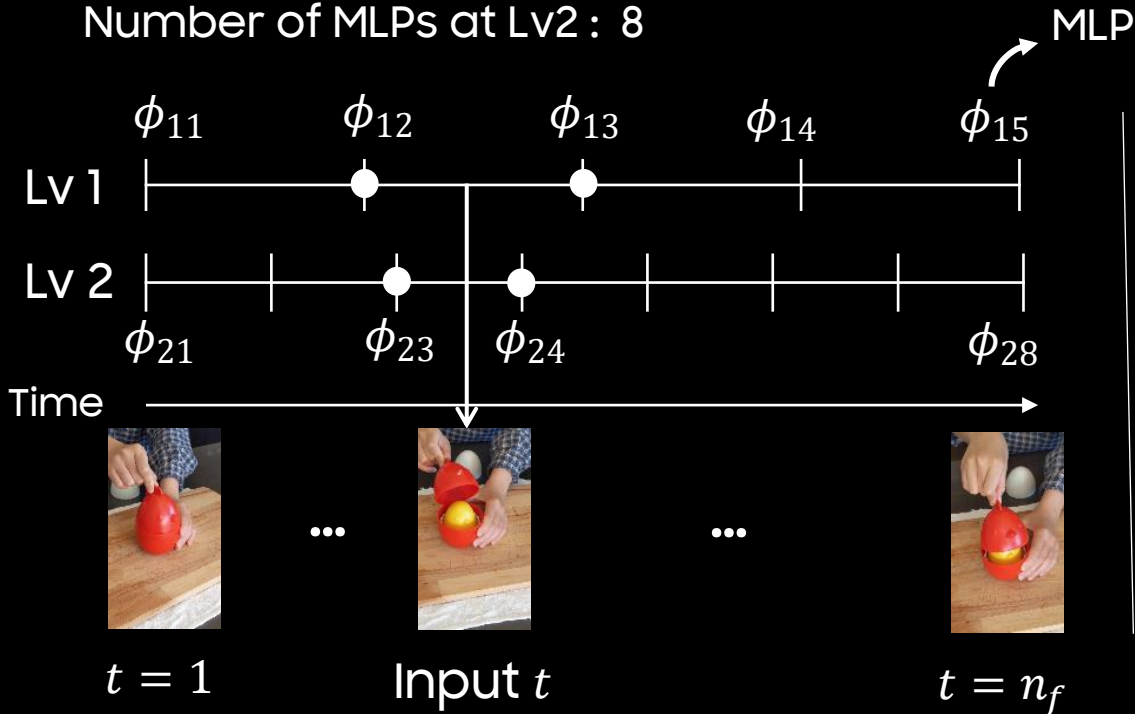 Number of MLPs at Lv2 : 8
MLP
ϕ₁₁ ϕ₁₂ ϕ₁₃ ϕ₁₄ ϕ₁₅
Lv 1
Lv 2
ϕ₂₁ ϕ₂₃ ϕ₂₄ ϕ₂₈
Time
... ...
t = 1 Input t t = n_f